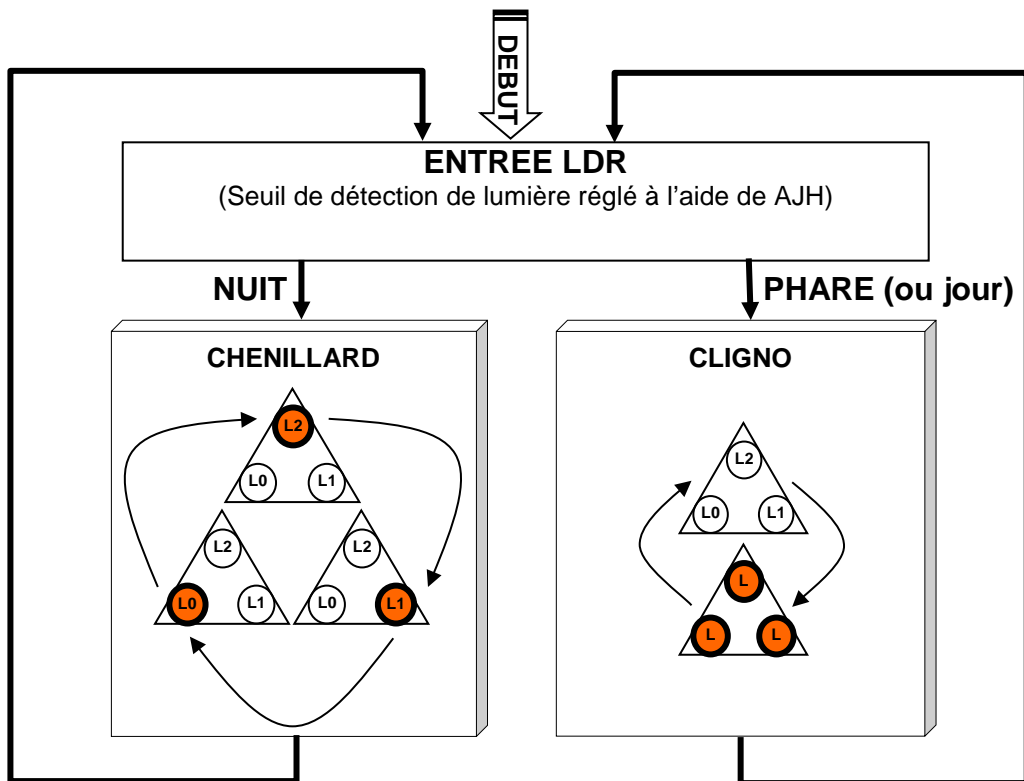 DEBUT
ENTREE LDR
(Seuil de détection de lumière réglé à l'aide de AJH)
NUIT
PHARE (ou jour)
CHENILLARD
L2
L0 L1
L2 L2
L0 L1 L0 L1
CLIGNO
L2
L0 L1
L
L L